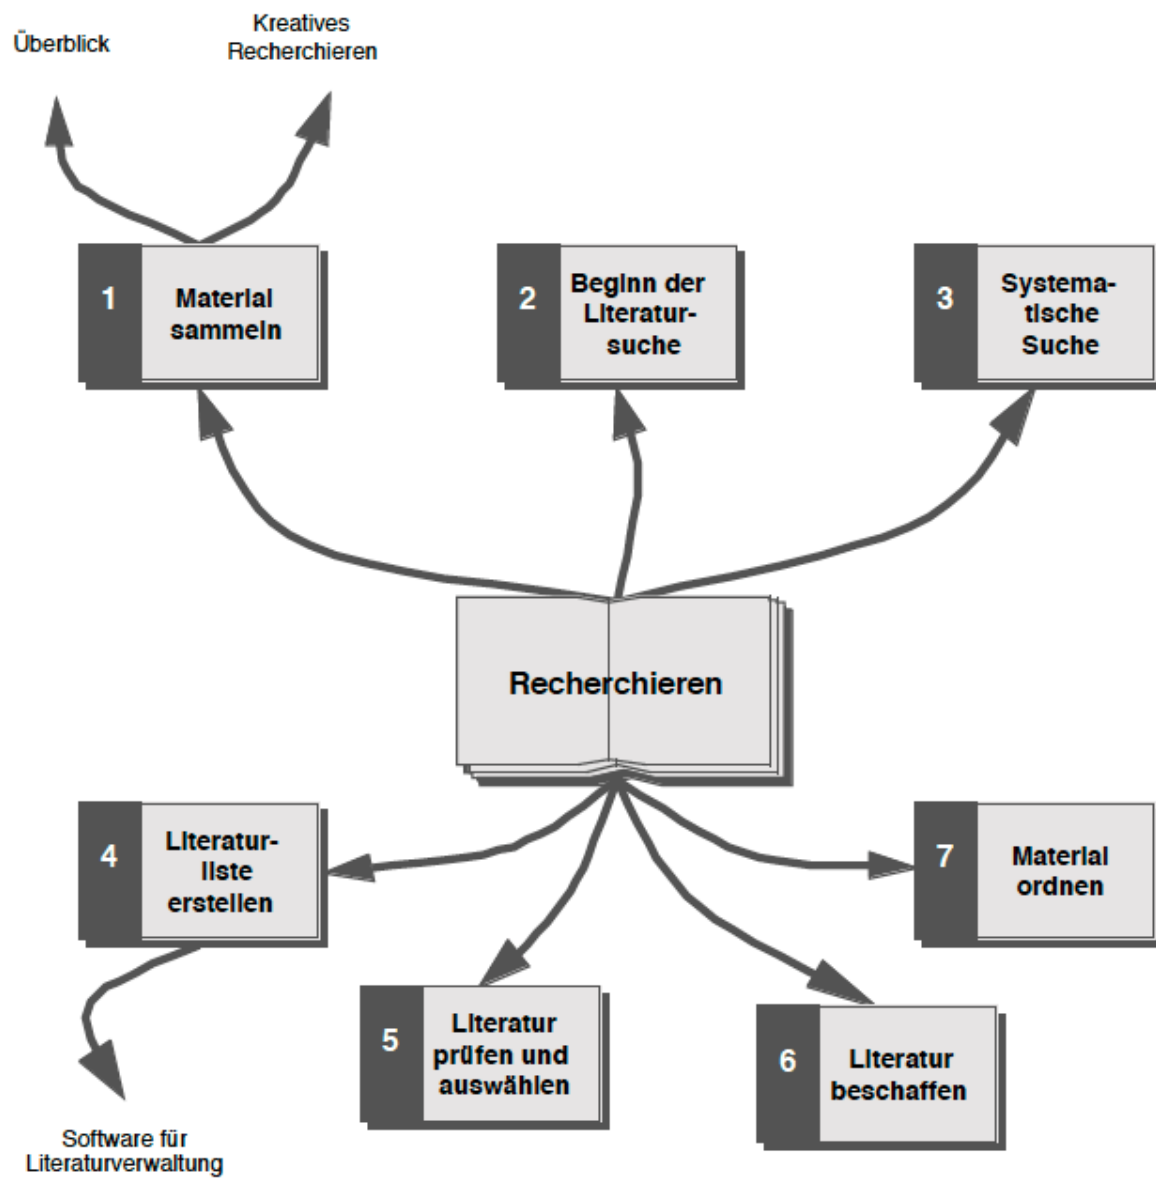 Überblick
Kreatives
Recherchieren
1
Material
sammeln
2
Beginn der
Literatur-
suche
3
Systema-
tische
Suche
Recherchieren
4
Literatur-
liste
erstellen
7
Material
ordnen
5
Literatur
prüfen und
auswählen
6
Literatur
beschaffen
Software für
Literaturverwaltung